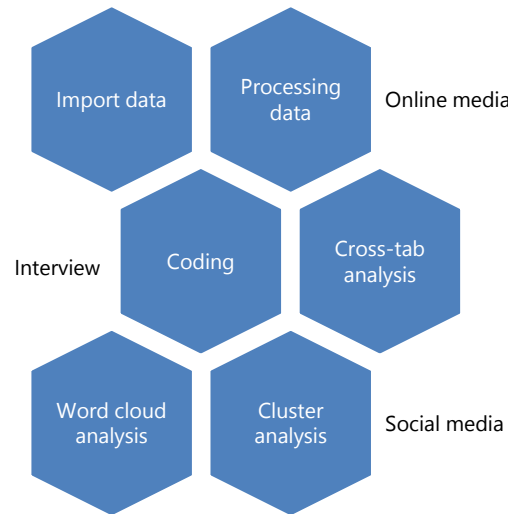 Import data
Processing
data
Online media
Interview
Coding
Cross-tab
analysis
Word cloud
analysis
Cluster
analysis
Social media